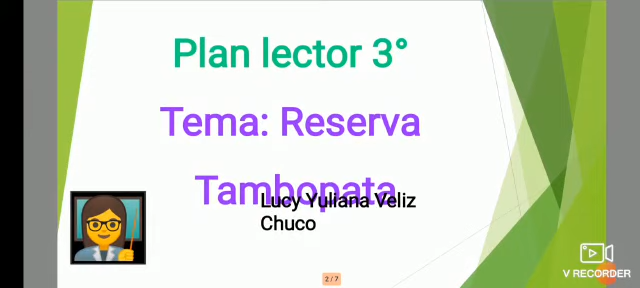 Plan lector 3°
Tema: Reserva
Tambopata
Lucy Yuliana Veliz
Chuco
2 / 7
V RECORDER